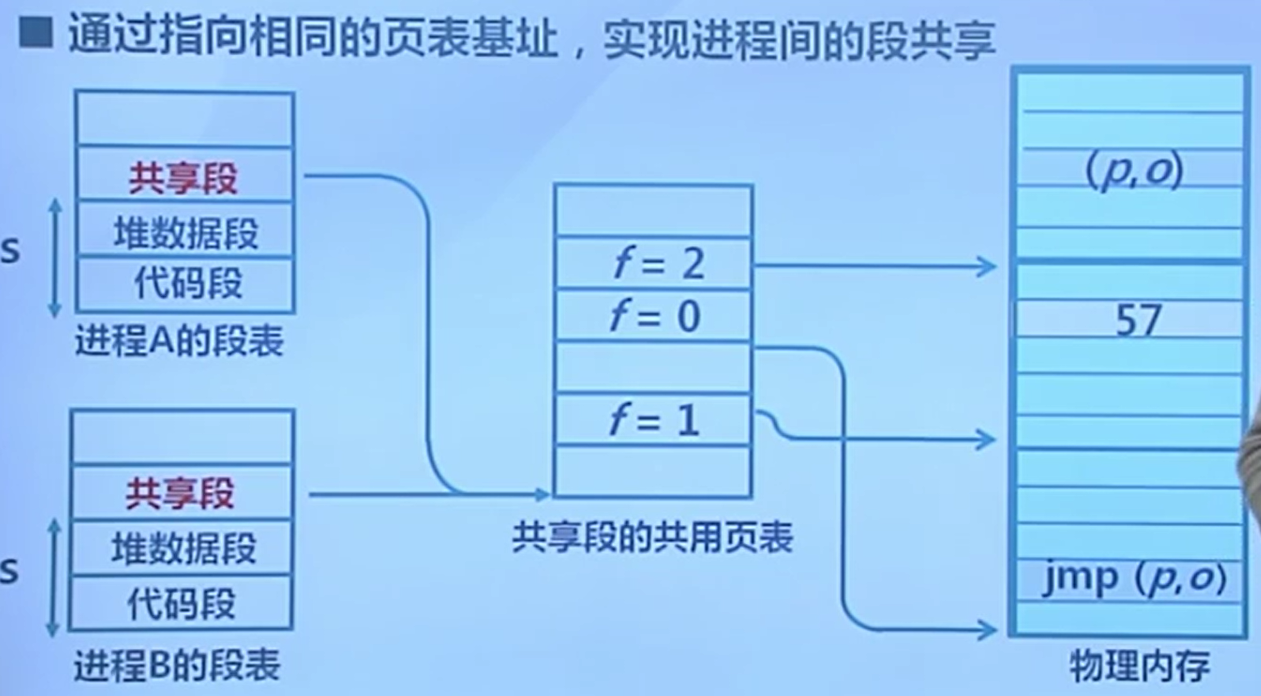 通过指向相同的页表基址，实现进程间的段共享
共享段
堆数据段
代码段
S
进程A的段表
共享段
堆数据段
代码段
S
进程B的段表
f = 2
f = 0
f = 1
共享段的共用页表
(p,o)
57
jmp (p,o)
物理内存